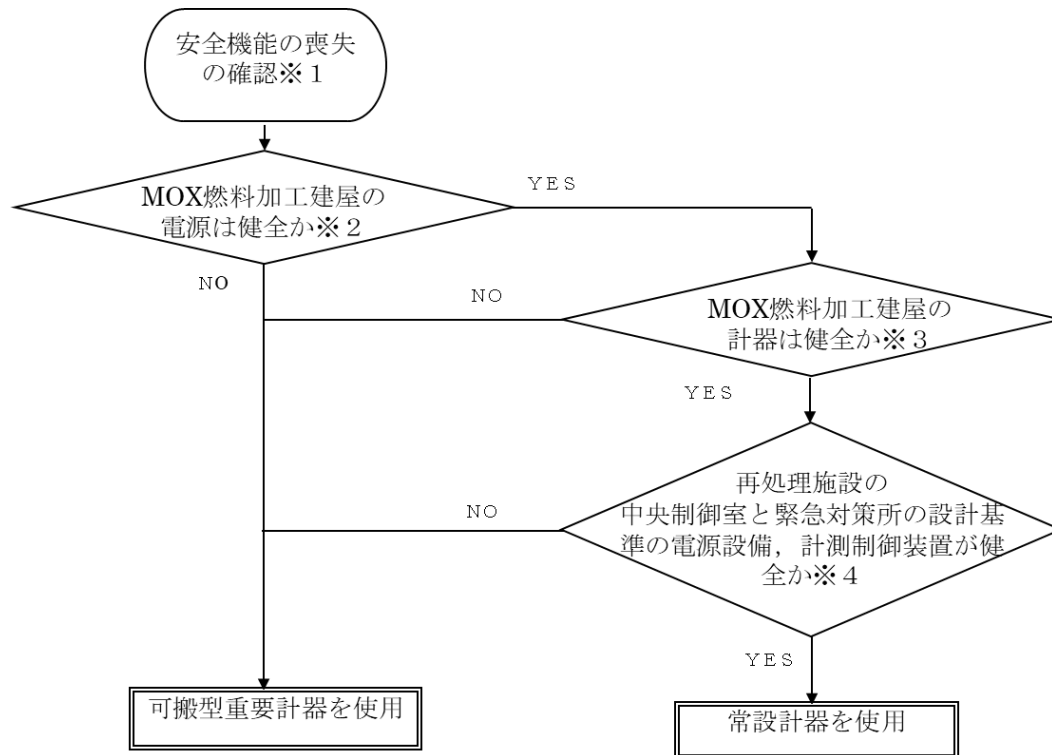 安全機能の喪失
の確認※１
MOX燃料加工建屋の
電源は健全か※２
YES
NO
MOX燃料加工建屋の
計器は健全か※３
NO
YES
再処理施設の
中央制御室と緊急対策所の設計基
準の電源設備，計測制御装置が健
全か※４
NO
YES
可搬型重要計器を使用
常設計器を使用